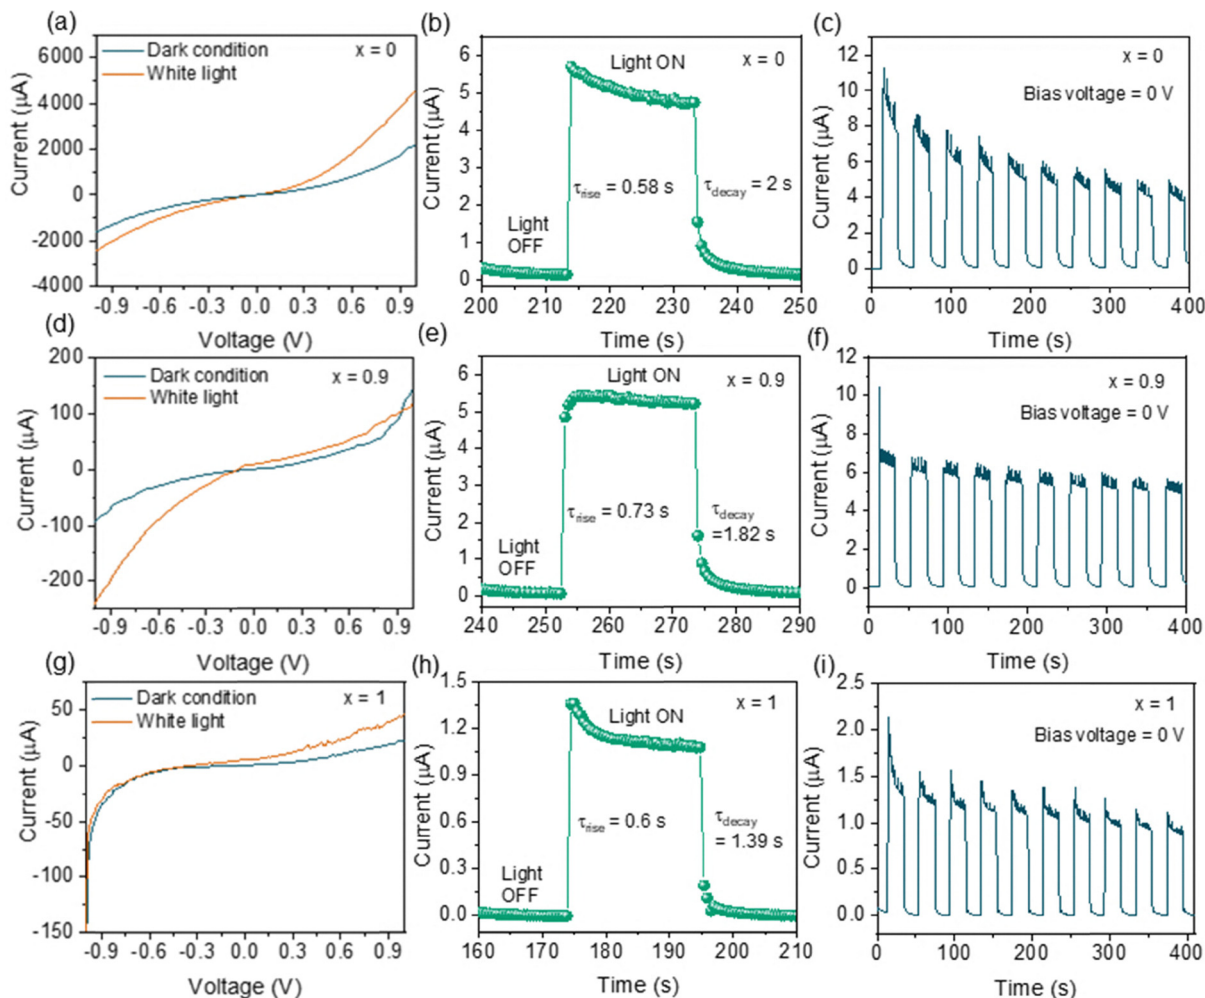 (a)
Dark condition
White light
x = 0
6000
4000
2000
0
-2000
-4000
Current (μA)
-0.9 -0.6 -0.3 0.0 0.3 0.6 0.9
Voltage (V)
(b)
Light ON
x = 0
τrise = 0.58 s
τdecay = 2 s
Light
OFF
6
5
4
3
2
1
0
Current (μA)
200 210 220 230 240 250
Time (s)
(c)
x = 0
Bias voltage = 0 V
12
10
8
6
4
2
0
Current (μA)
0 100 200 300 400
Time (s)
(d)
Dark condition
White light
x = 0.9
200
100
0
-100
-200
Current (μA)
-0.9 -0.6 -0.3 0.0 0.3 0.6 0.9
Voltage (V)
(e)
Light ON
x = 0.9
τrise = 0.73 s
τdecay
=1.82 s
Light
OFF
6
5
4
3
2
1
0
Current (μA)
240 250 260 270 280 290
Time (s)
(f)
x = 0.9
Bias voltage = 0 V
12
10
8
6
4
2
0
Current (μA)
0 100 200 300 400
Time (s)
(g)
Dark condition
White light
x = 1
50
25
0
-25
-50
-75
-100
-150
Current (μA)
-0.9 -0.6 -0.3 0.0 0.3 0.6 0.9
Voltage (V)
(h)
Light ON
x = 1
τrise = 0.6 s
τdecay
= 1.39 s
Light
OFF
1.5
1.2
0.9
0.6
0.3
0.0
Current (μA)
160 170 180 190 200 210
Time (s)
(i)
x = 1
Bias voltage = 0 V
2.5
2.0
1.5
1.0
0.5
0.0
Current (μA)
0 100 200 300 400
Time (s)